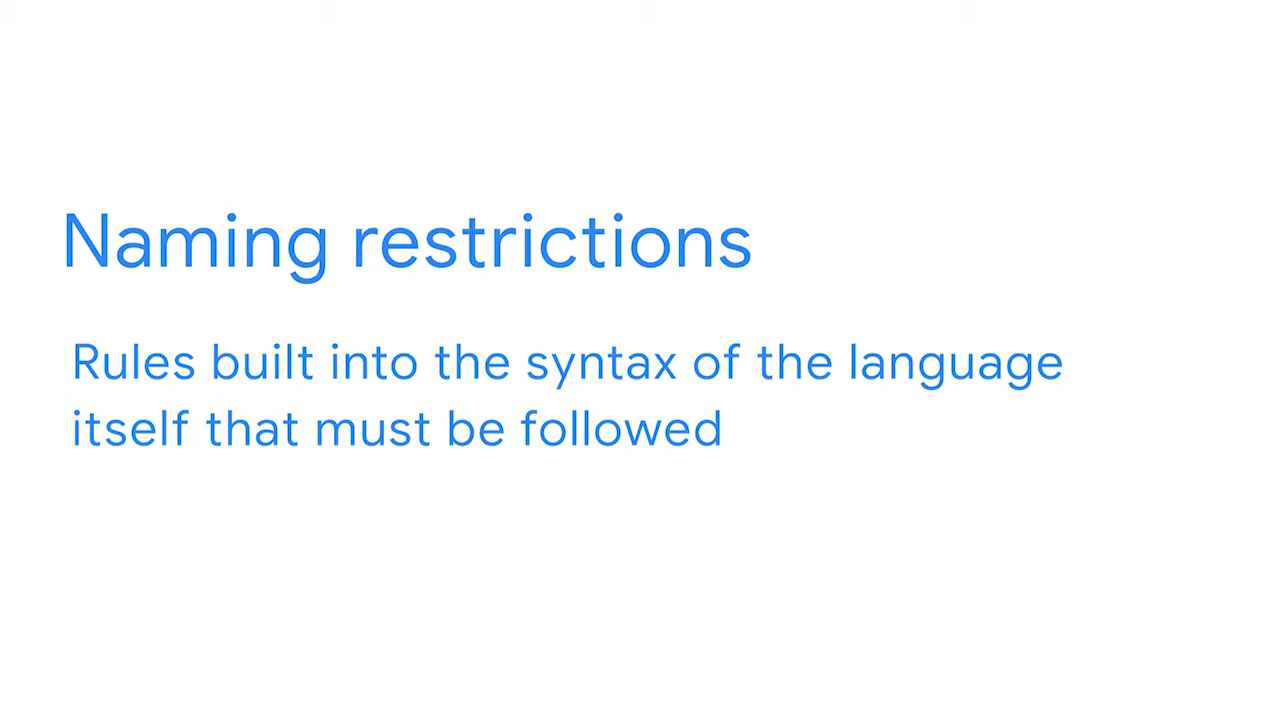 Naming restrictions
Rules built into the syntax of the language
itself that must be followed